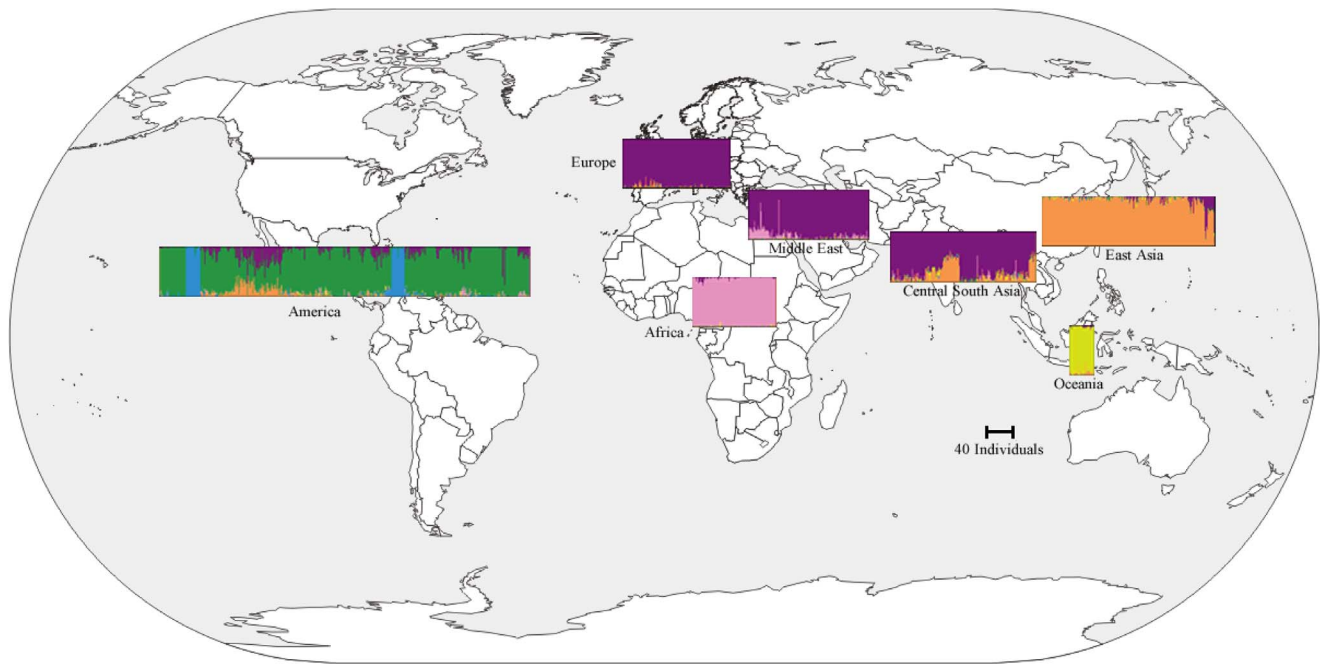 Europe
Middle East
East Asia
Central South Asia
America
Africa
Oceania
40 Individuals